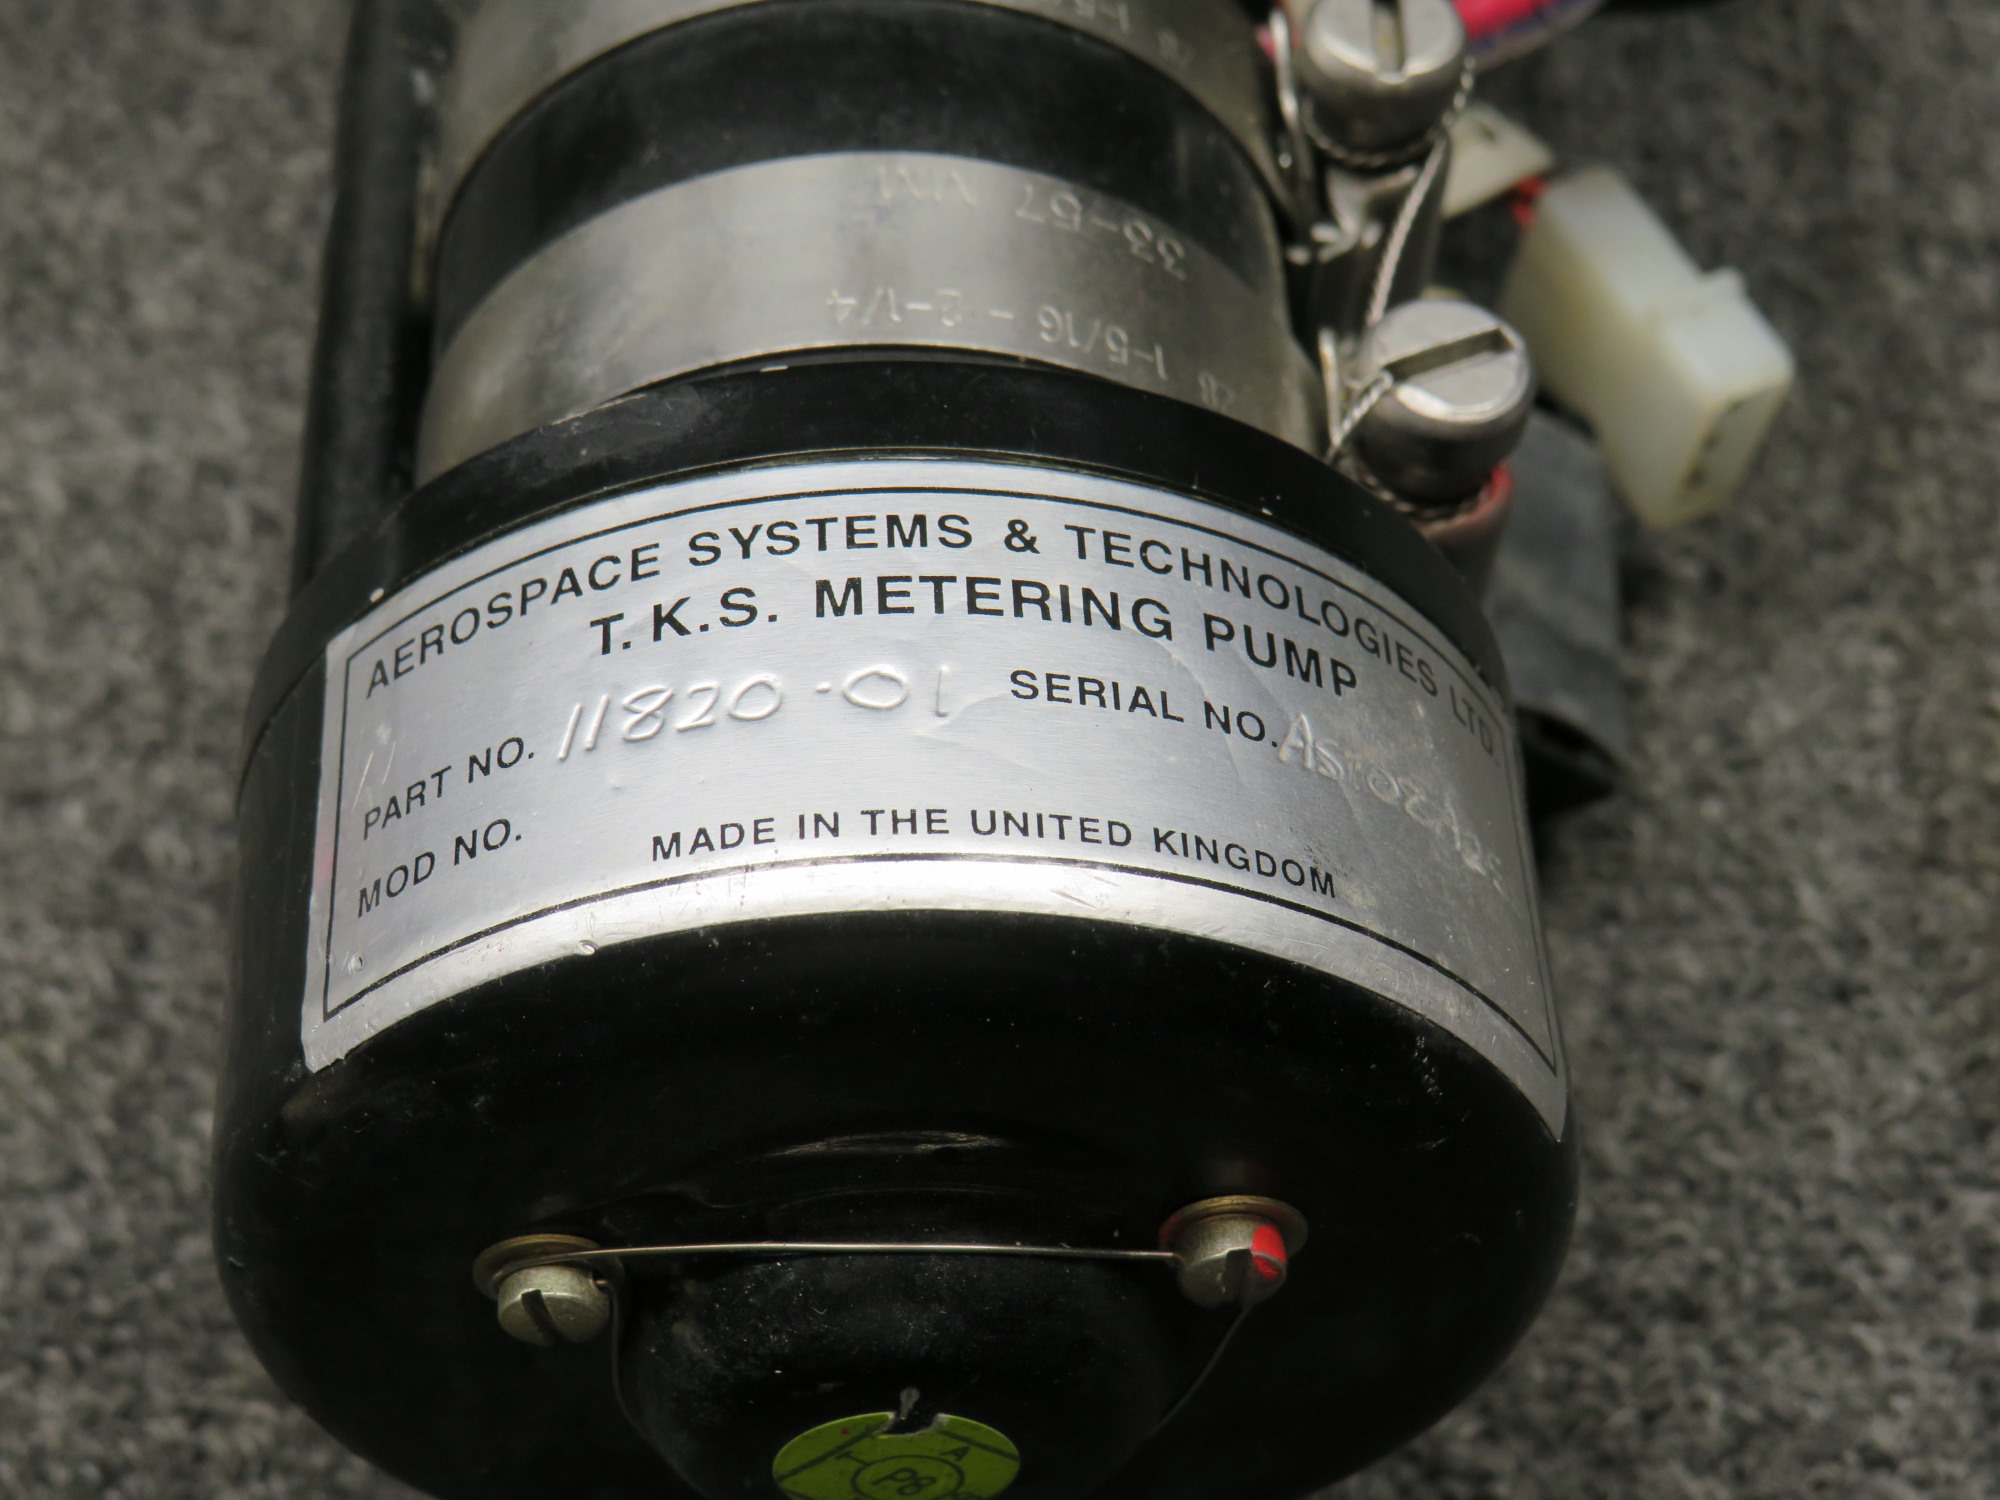 33-57 MM
1-5/16 - 2-1/4
AEROSPACE SYSTEMS & TECHNOLOGIES LTD.
T.K.S. METERING PUMP
PART NO. 11820-01 SERIAL NO.
MOD NO.
MADE IN THE UNITED KINGDOM
A
P8